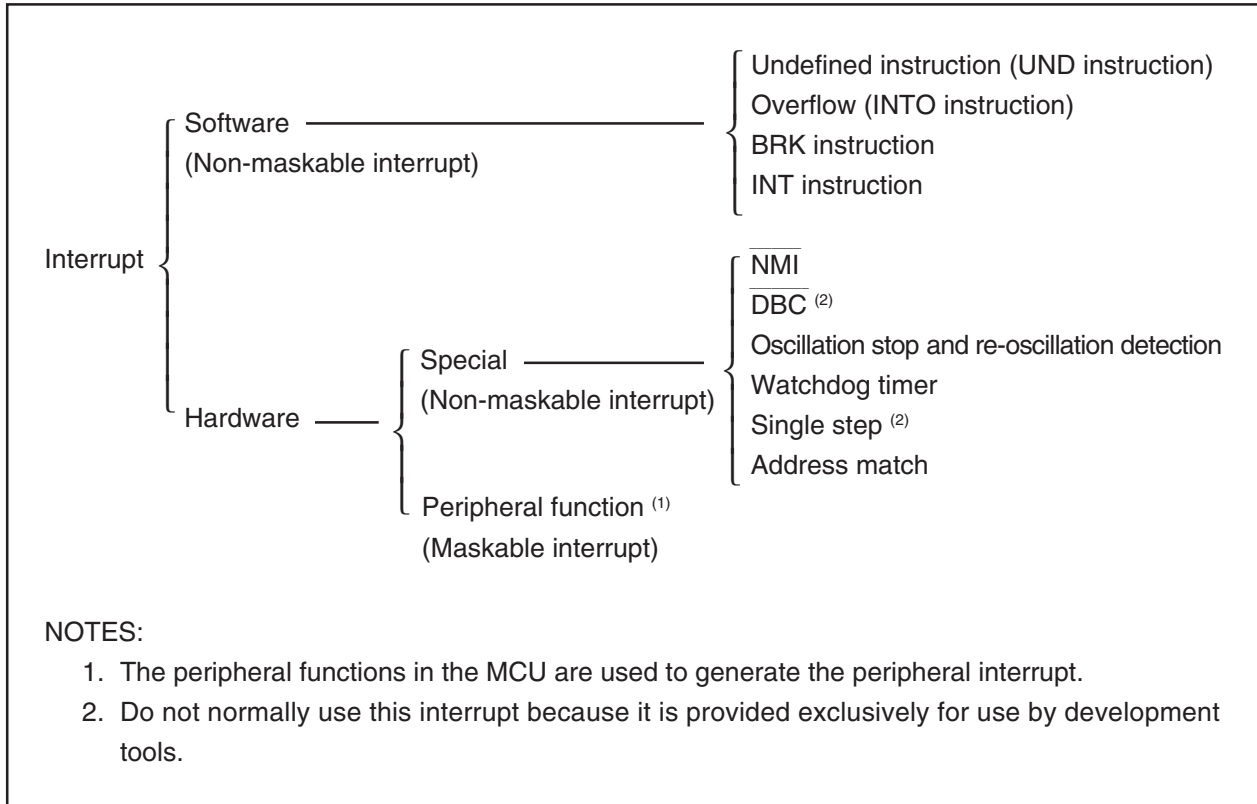 Undefined instruction (UND instruction)
Software
Overflow (INTO instruction)
(Non-maskable interrupt)
BRK instruction
INT instruction
Interrupt
NMI
DBC (2)
Special
Oscillation stop and re-oscillation detection
(Non-maskable interrupt)
Watchdog timer
Hardware
Single step (2)
Address match
Peripheral function (1)
(Maskable interrupt)
NOTES:
1. The peripheral functions in the MCU are used to generate the peripheral interrupt.
2. Do not normally use this interrupt because it is provided exclusively for use by development
tools.